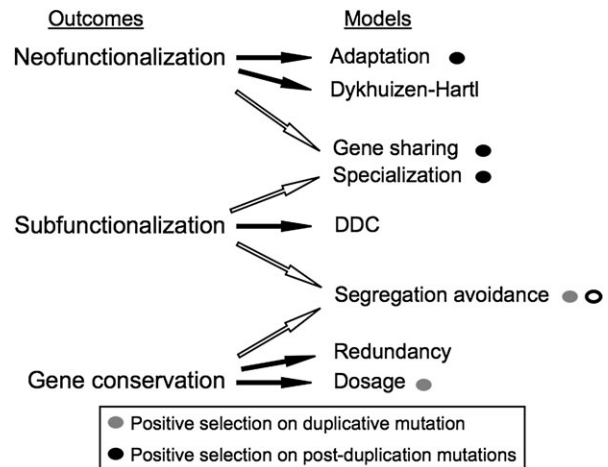 Outcomes Models
Neofunctionalization Adaptation
Dykhuizen-Hartl
Gene sharing
Specialization
Subfunctionalization DDC
Segregation avoidance
Redundancy
Gene conservation Dosage
Positive selection on duplicative mutation
Positive selection on post-duplication mutations